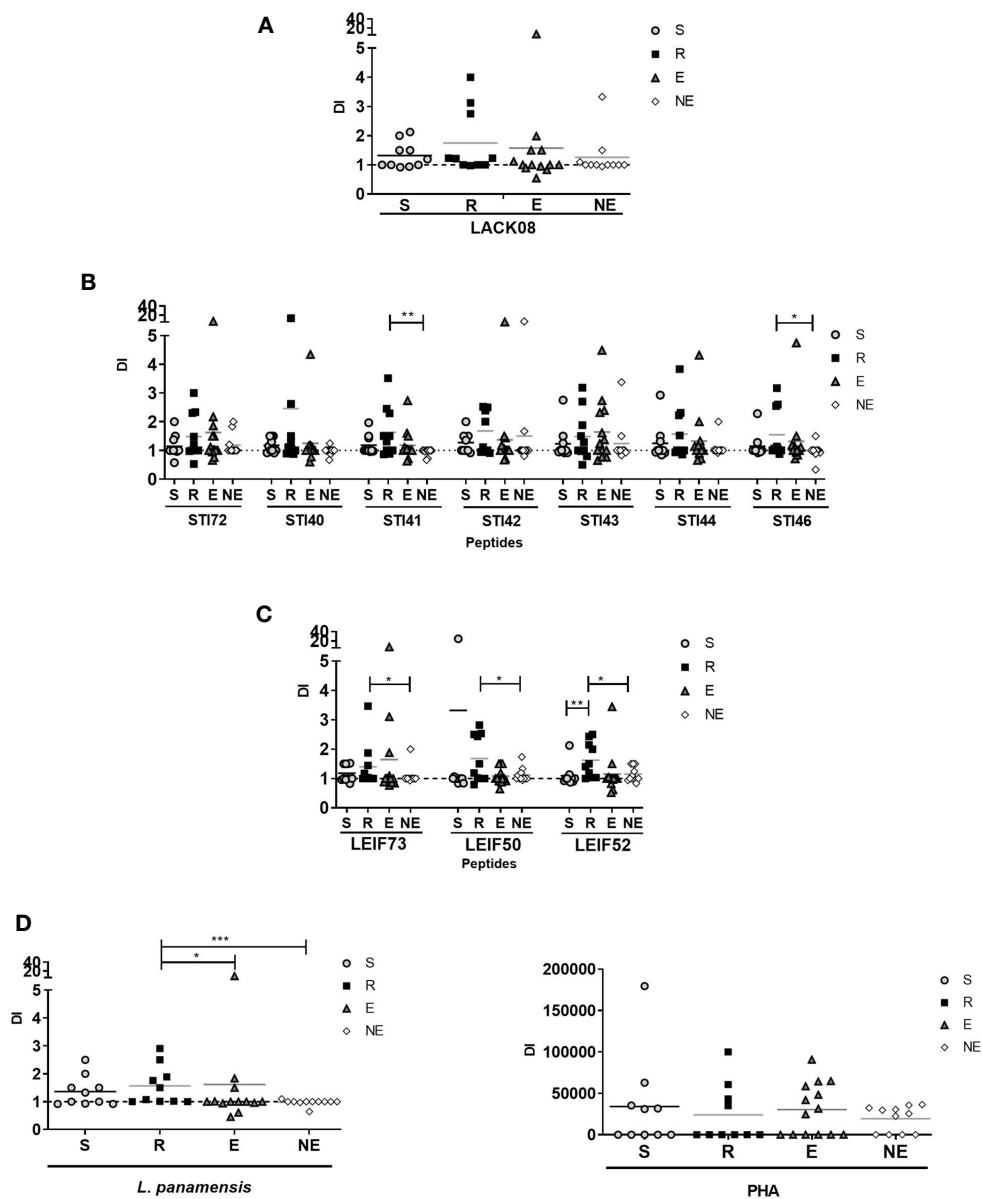 A
40
20
5
4
3
2
1
0
DI
S
R
E
NE
S R E NE
LACK08
B
40
20
5
4
3
2
1
0
DI
** *
S
R
E
NE
S R E NE S R E NE S R E NE S R E NE S R E NE S R E NE S R E NE
STI72 STI40 STI41 STI42 STI43 STI44 STI46
Peptides
C
40
20
5
4
3
2
1
0
DI
* * ** *
S
R
E
NE
S R E NE S R E NE S R E NE
LEIF73 LEIF50 LEIF52
Peptides
D
***
*
40
20
5
4
3
2
1
0
DI
S
R
E
NE
S R E NE
L. panamensis
200000
150000
100000
50000
0
DI
S
R
E
NE
S R E NE
PHA